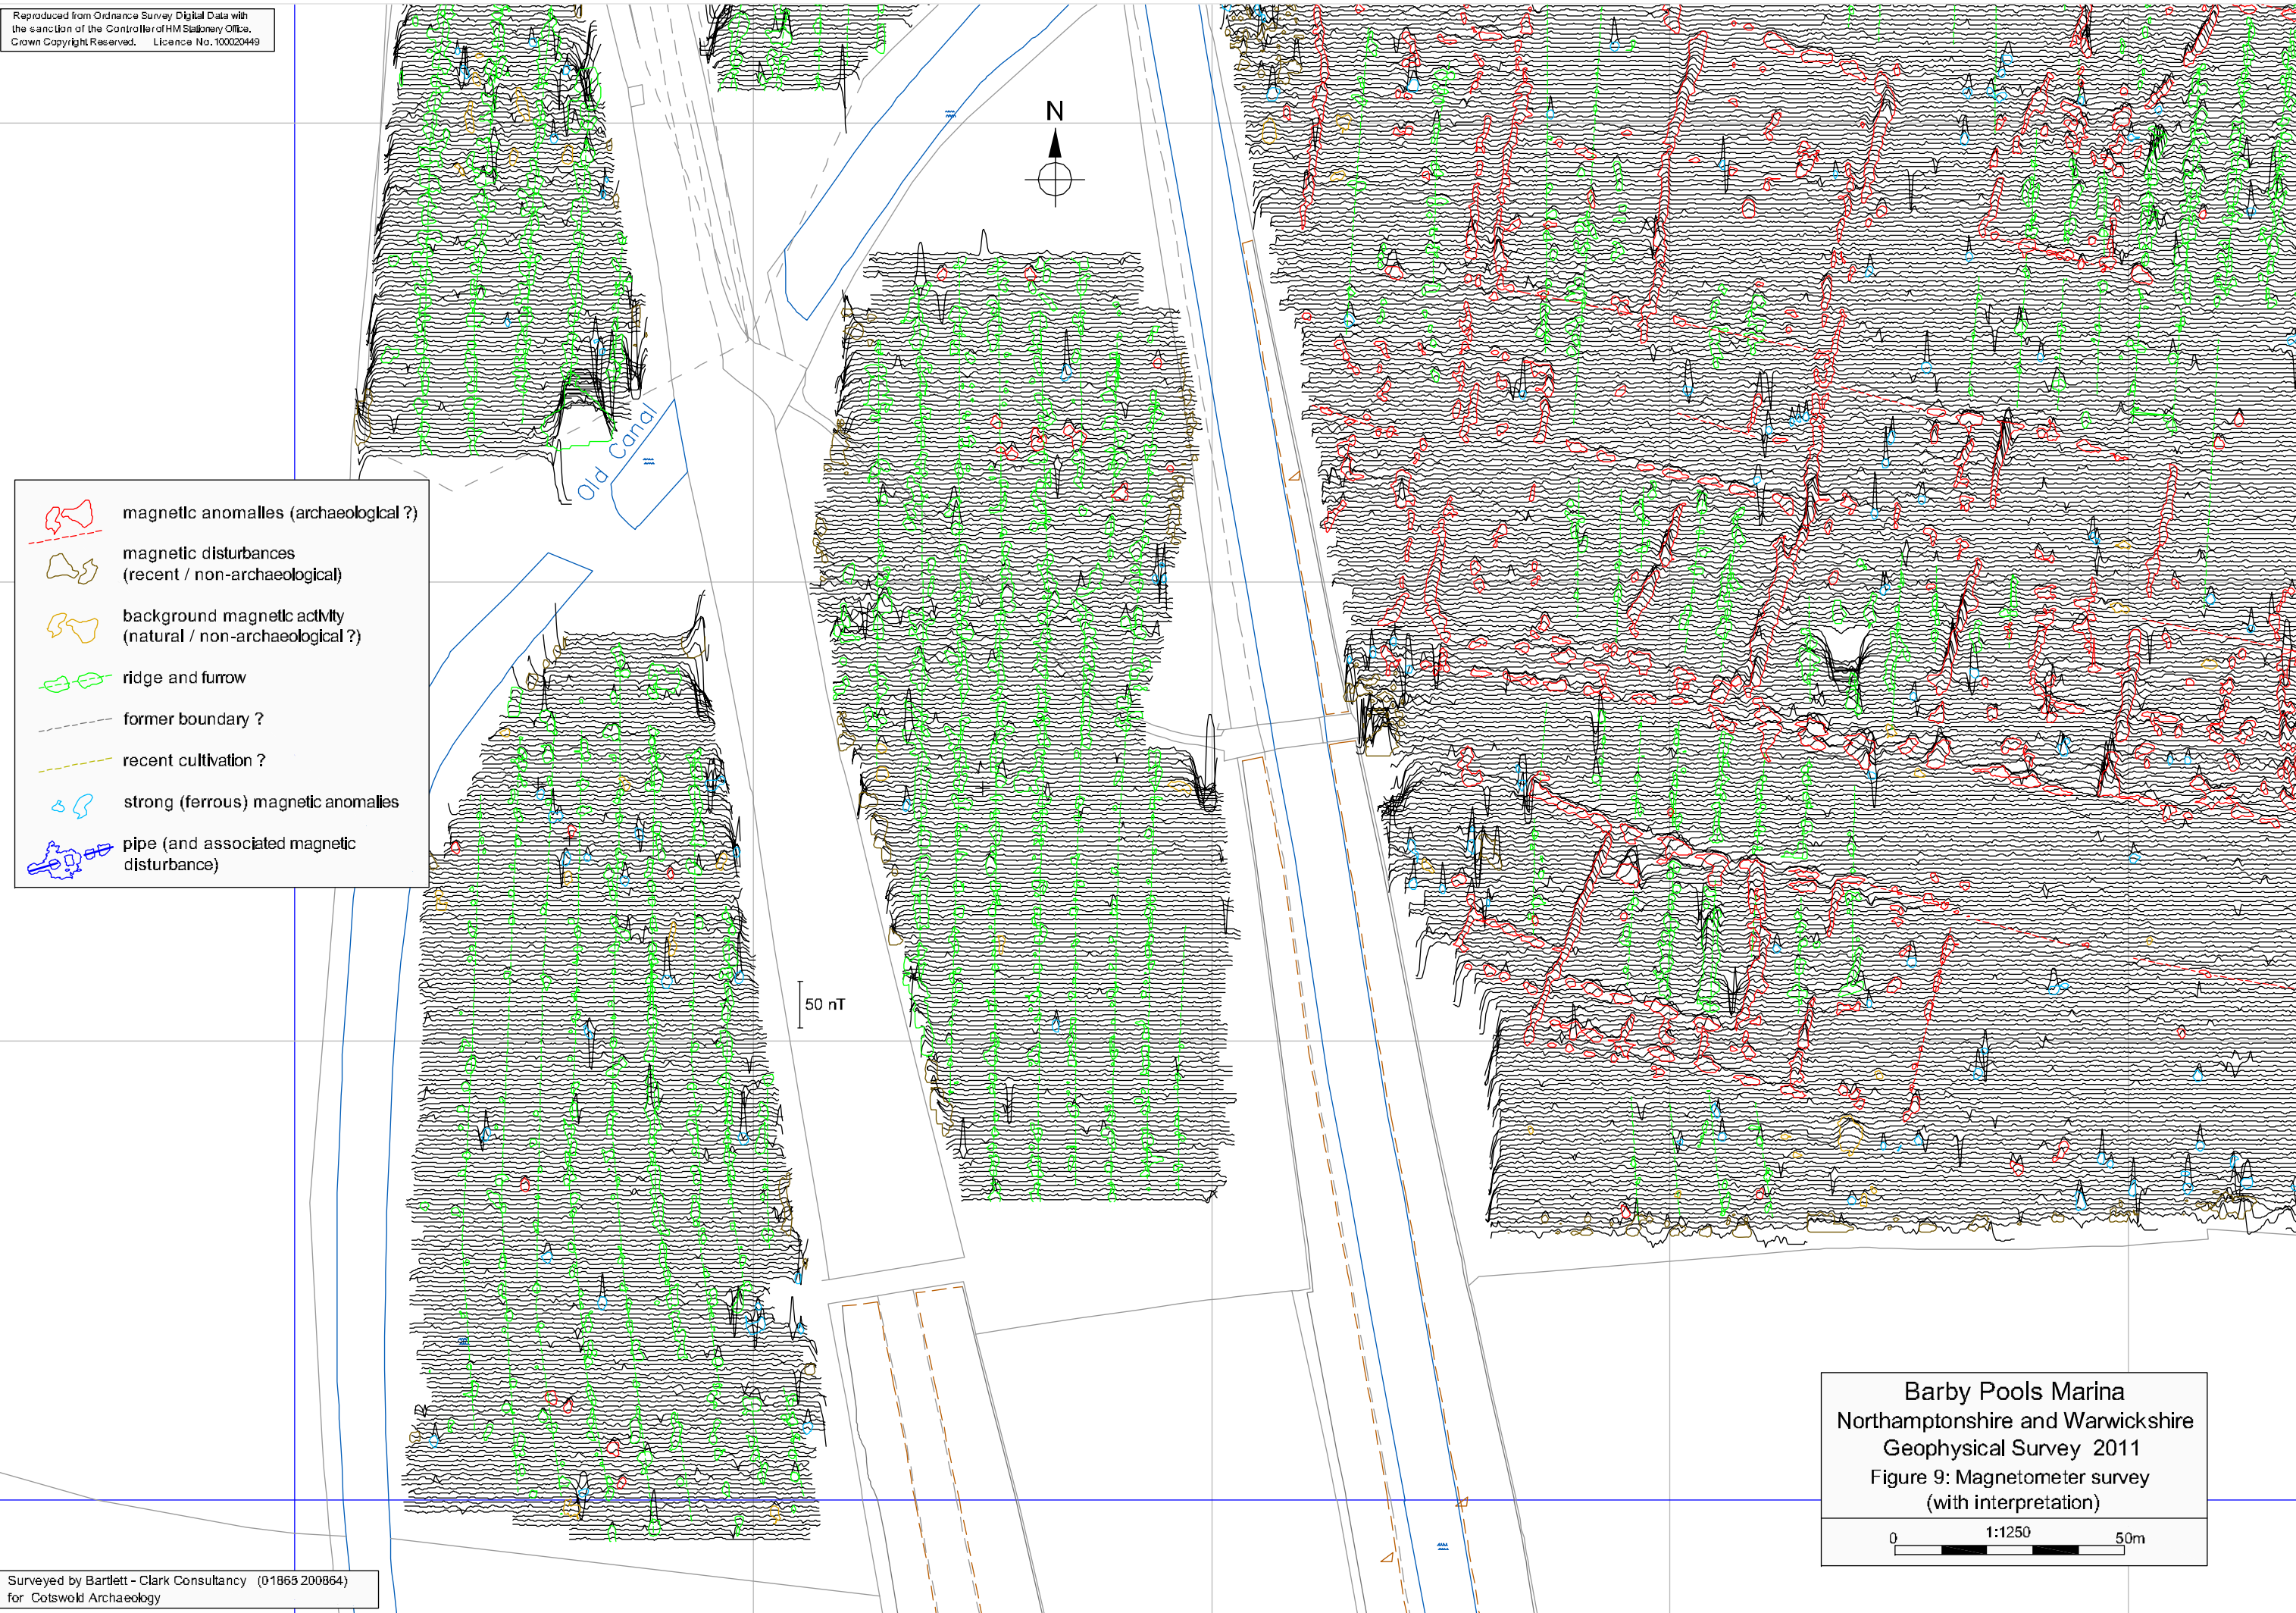 Reproduced from Ordnance Survey Digital Data with
the sanction of the Controller of HM Stationery Office.
Crown Copyright Reserved. Licence No. 100020449
N
Old Canal
magnetic anomalies (archaeological ?)
magnetic disturbances
(recent / non-archaeological)
background magnetic activity
(natural / non-archaeological ?)
ridge and furrow
former boundary ?
recent cultivation ?
strong (ferrous) magnetic anomalies
pipe (and associated magnetic
disturbance)
50 nT
Barby Pools Marina
Northamptonshire and Warwickshire
Geophysical Survey 2011
Figure 9: Magnetometer survey
(with interpretation)
1:1250
0 50m
Surveyed by Bartlett - Clark Consultancy (01865 200864)
for Cotswold Archaeology